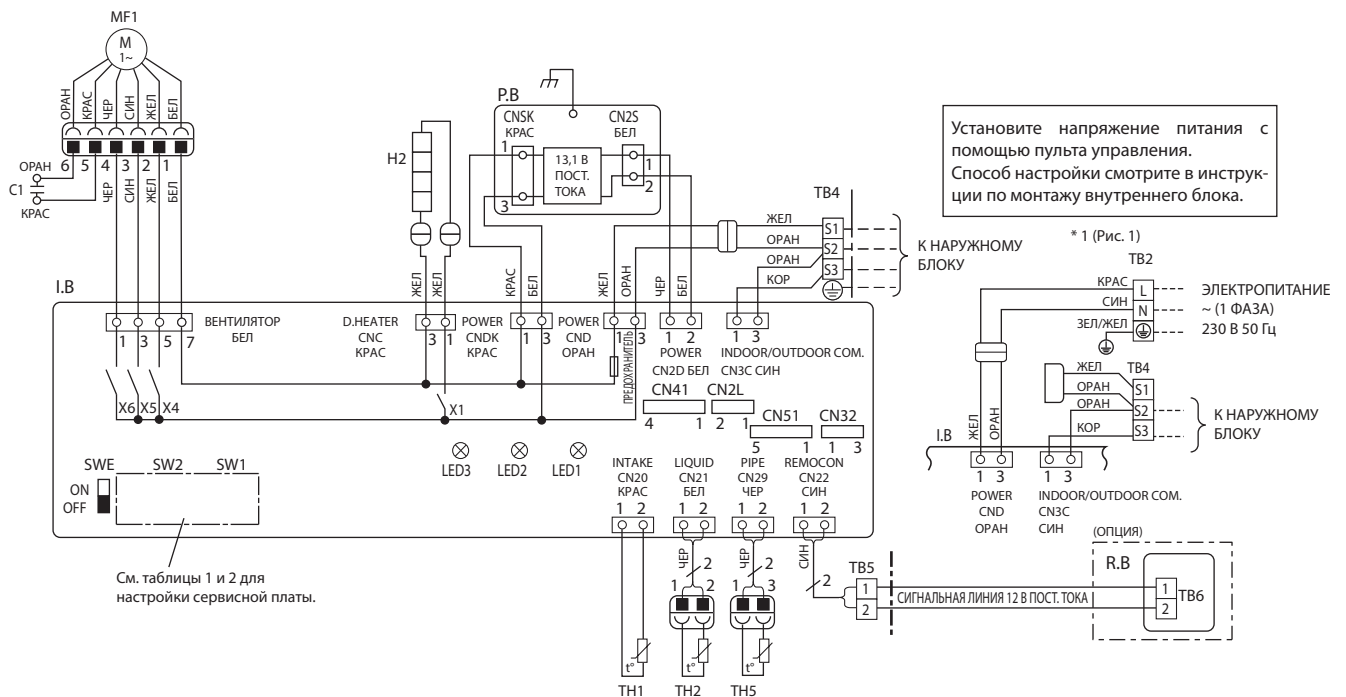 MF1
M
1~
ОРАН
КРАС
ЧЕР
СИН
ЖЕЛ
БЕЛ
6 5 4 3 2 1
ОРАН
C1
КРАС
ЧЕР
СИН
ЖЕЛ
БЕЛ
H2
ЖЕЛ
ЖЕЛ
P.B
CNSK
КРАС
CN2S
БЕЛ
1
3
13,1 В
ПОСТ.
ТОКА
1
2
КРАС
БЕЛ
ЖЕЛ
ОРАН
ЧЕР
БЕЛ
TB4
ЖЕЛ
S1
ОРАН
S2
ОРАН
S3
КОР
К НАРУЖНОМУ
БЛОКУ
Установите напряжение питания с
помощью пульта управления.
Способ настройки смотрите в инструк-
ции по монтажу внутреннего блока.
* 1 (Рис. 1)
TB2
КРАС
L
СИН
N
ЗЕЛ/ЖЕЛ
ЭЛЕКТРОПИТАНИЕ
~ (1 ФАЗА)
230 В 50 Гц
TB4
ЖЕЛ
S1
ОРАН
S2
ОРАН
S3
КОР
К НАРУЖНОМУ
БЛОКУ
I.B
ЖЕЛ
ОРАН
1 3
1 3
POWER
CND
ОРАН
INDOOR/OUTDOOR COM.
CN3C
СИН
I.B
1 3 5 7
ВЕНТИЛЯТОР
БЕЛ
D.HEATER
CNC
КРАС
3 1
POWER
CNDK
КРАС
1 3
POWER
CND
ОРАН
1 3
ПРЕДОХРАНИТЕЛЬ
1 2
POWER
CN2D БЕЛ
1 3
INDOOR/OUTDOOR COM.
CN3C СИН
X6 X5 X4
X1
CN41
4 1
CN2L
2 1
CN51
5 1
CN32
1 3
LED3
LED2
LED1
SWE
SW2
SW1
ON
OFF
См. таблицы 1 и 2 для
настройки сервисной платы.
INTAKE
CN20
КРАС
1 2
LIQUID
CN21
БЕЛ
1 2
PIPE
CN29
ЧЕР
1 2
REMOCON
CN22
СИН
1 2
ЧЕР
2
1 2
ЧЕР
2
1 3
СИН
2
t°
TH1
t°
TH2
t°
TH5
TB5
1
2
СИГНАЛЬНАЯ ЛИНИЯ 12 В ПОСТ. ТОКА
(ОПЦИЯ)
R.B
1
2
TB6